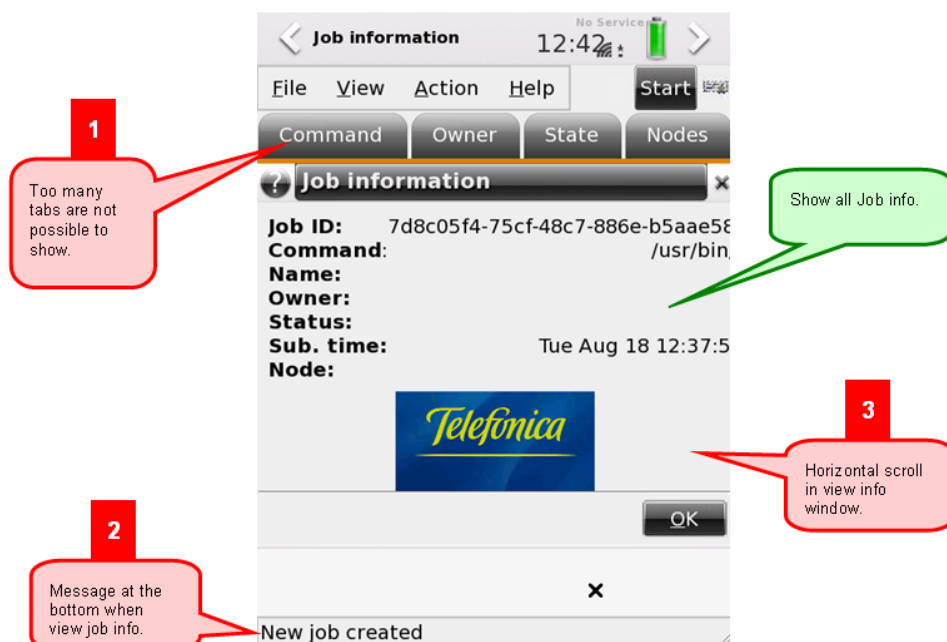 No Service
Job information
12:42
File View Action Help
Start
Command Owner State Nodes
1
Too many
tabs are not
possible to
show.
? Job information
Show all Job info.
Job ID: 7d8c05f4-75cf-48c7-886e-b5aae58
Command: /usr/bin/
Name:
Owner:
Status:
Sub. time: Tue Aug 18 12:37:5
Node:
Telefónica
3
Horizontal scroll
in view info
window.
OK
2
Message at the
bottom when
view job info.
New job created